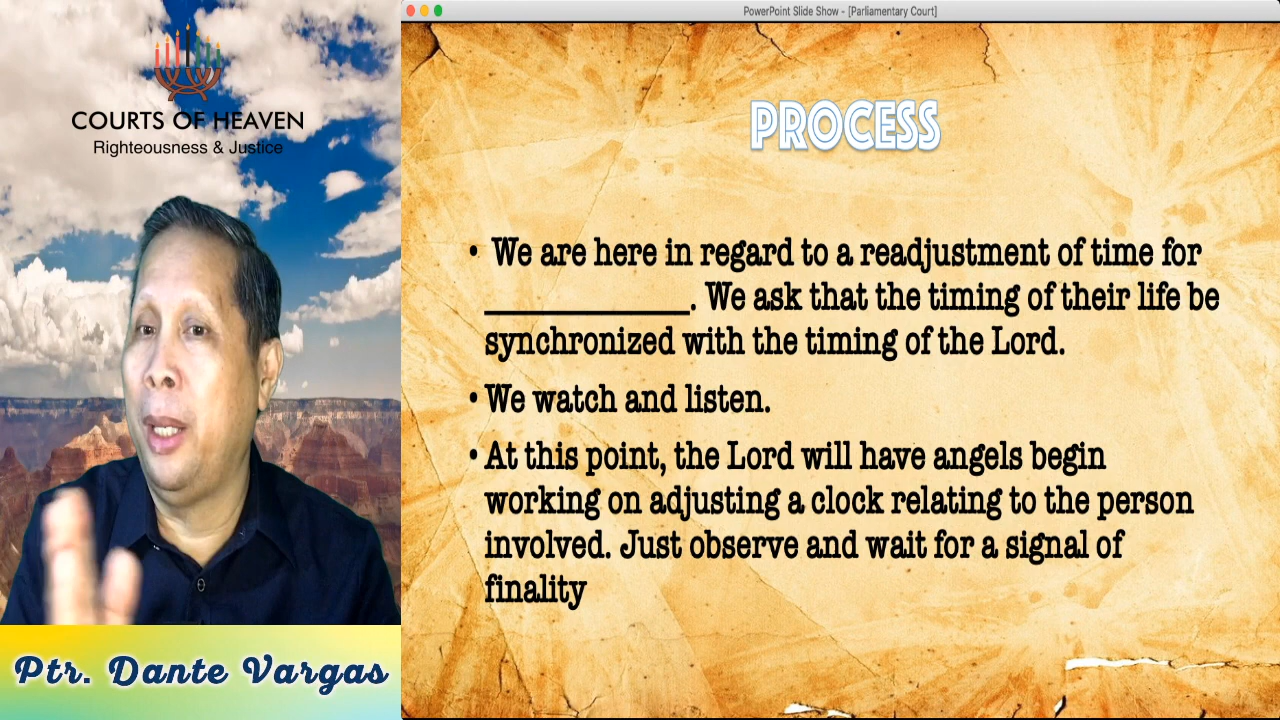 COURTS OF HEAVEN
Righteousness & Justice
Ptr. Dante Vargas
PowerPoint Slide Show - [Parliamentary Court]
PROCESS
• We are here in regard to a readjustment of time for
____________. We ask that the timing of their life be
synchronized with the timing of the Lord.
• We watch and listen.
• At this point, the Lord will have angels begin
working on adjusting a clock relating to the person
involved. Just observe and wait for a signal of
finality